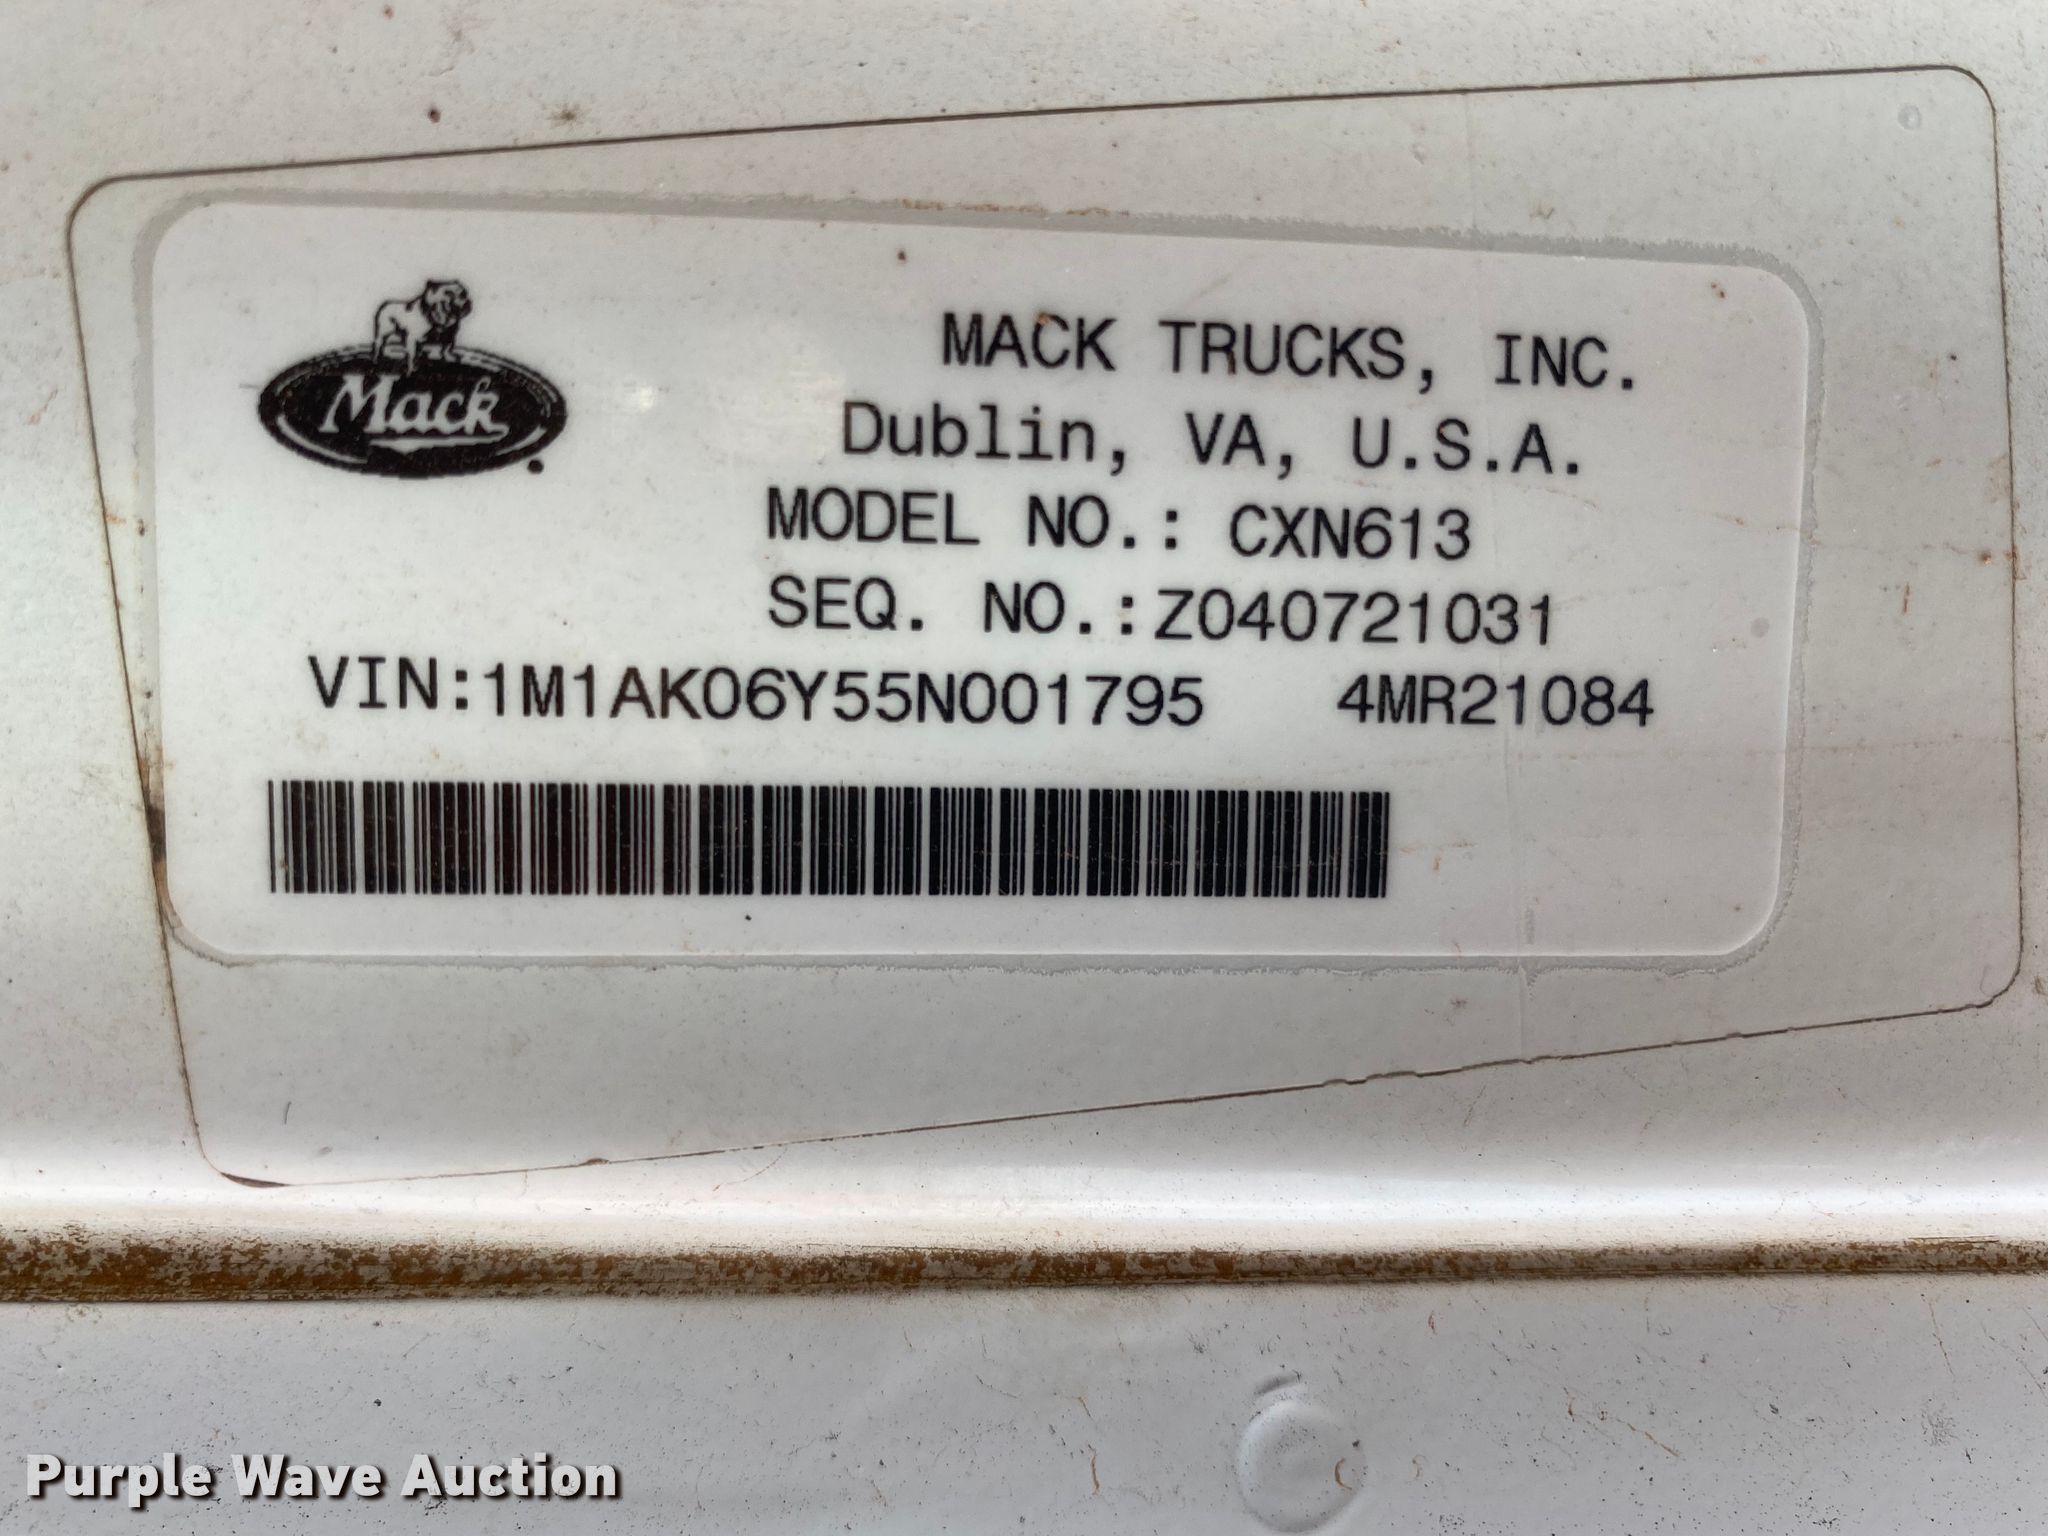 Mack
MACK TRUCKS, INC.
Dublin, VA, U.S.A.
MODEL NO.: CXN613
SEQ. NO.:Z040721031
VIN:1M1AK06Y55N001795 4MR21084
Purple Wave Auction